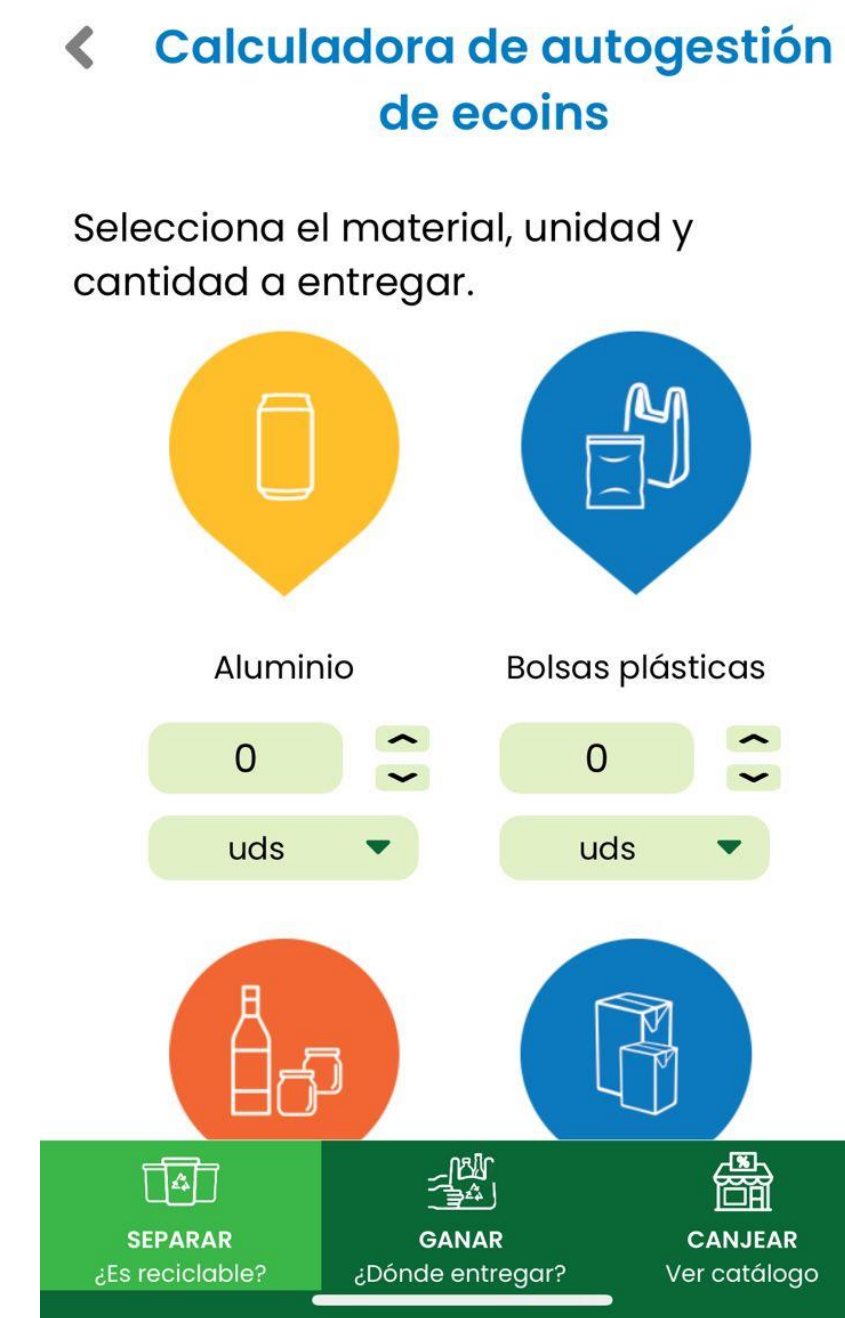 Calculadora de autogestión
de ecoins
Selecciona el material, unidad y
cantidad a entregar.
Aluminio
Bolsas plásticas
0
0
uds
uds
%
SEPARAR
GANAR
CANJEAR
¿Es reciclable?
¿Dónde entregar?
Ver catálogo